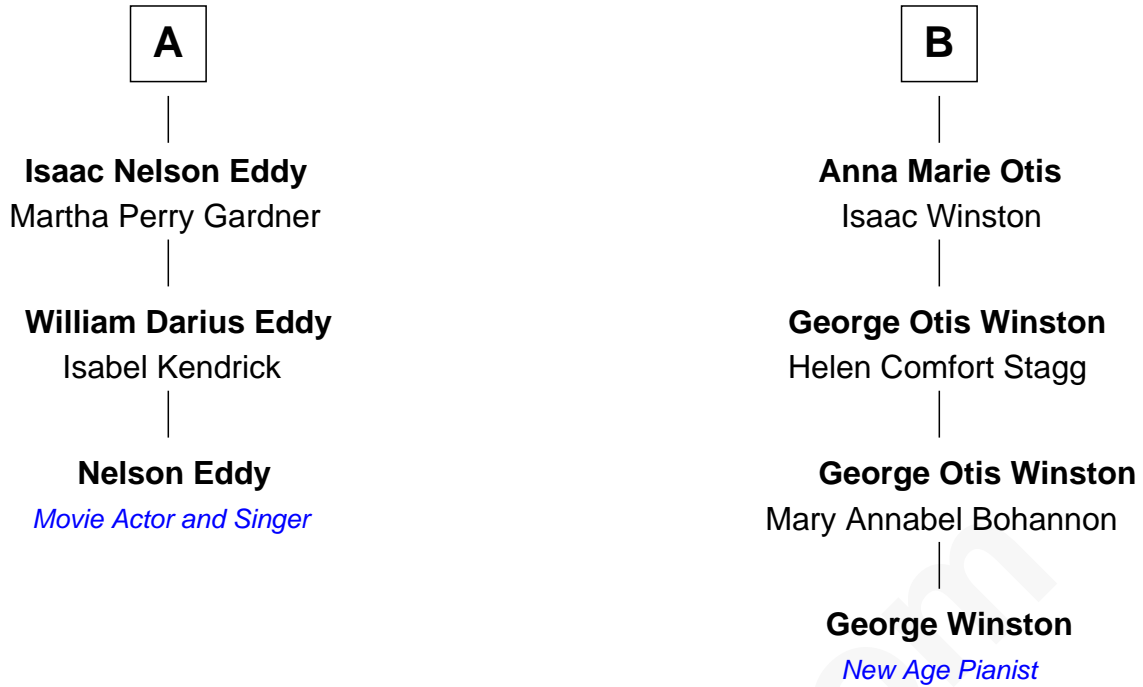 A
Isaac Nelson Eddy
Martha Perry Gardner
William Darius Eddy
Isabel Kendrick
Nelson Eddy
Movie Actor and Singer
B
Anna Marie Otis
Isaac Winston
George Otis Winston
Helen Comfort Stagg
George Otis Winston
Mary Annabel Bohannon
George Winston
New Age Pianist